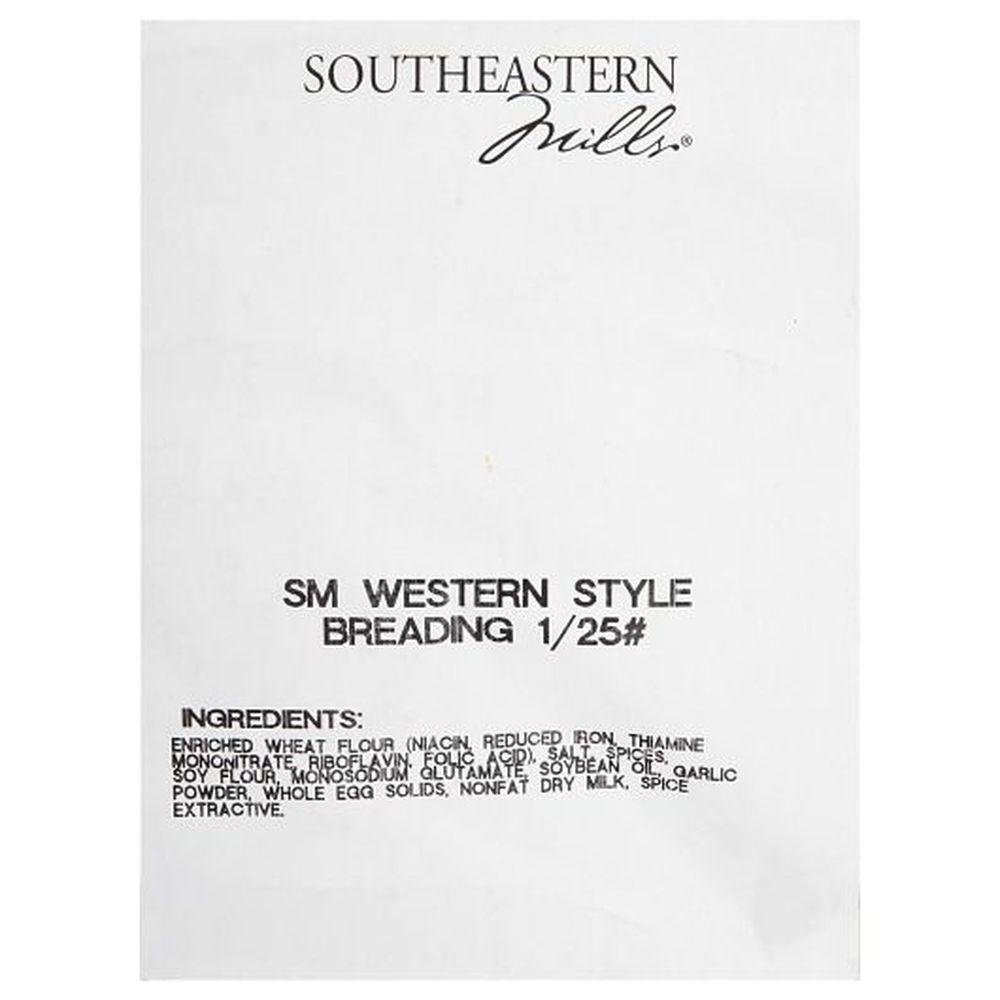 SOUTHEASTERN
Mills®
SM WESTERN STYLE
BREADING 1/25#
INGREDIENTS:
ENRICHED WHEAT FLOUR (NIACIN, REDUCED IRON, THIAMINE
MONONITRATE, RIBOFLAVIN, FOLIC ACID), SALT, SPICES,
SOY FLOUR, MONOSODIUM GLUTAMATE, SOYBEAN OIL, GARLIC
POWDER, WHOLE EGG SOLIDS, NONFAT DRY MILK, SPICE
EXTRACTIVE.